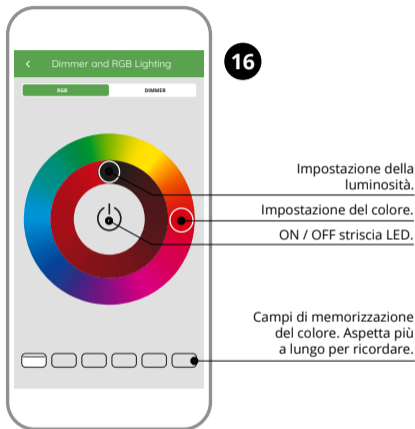 Dimmer and RGB Lighting
16
RGB
DIMMER
Impostazione della
luminosità.
Impostazione del colore.
ON / OFF striscia LED.
Campi di memorizzazione
del colore. Aspetta più
a lungo per ricordare.